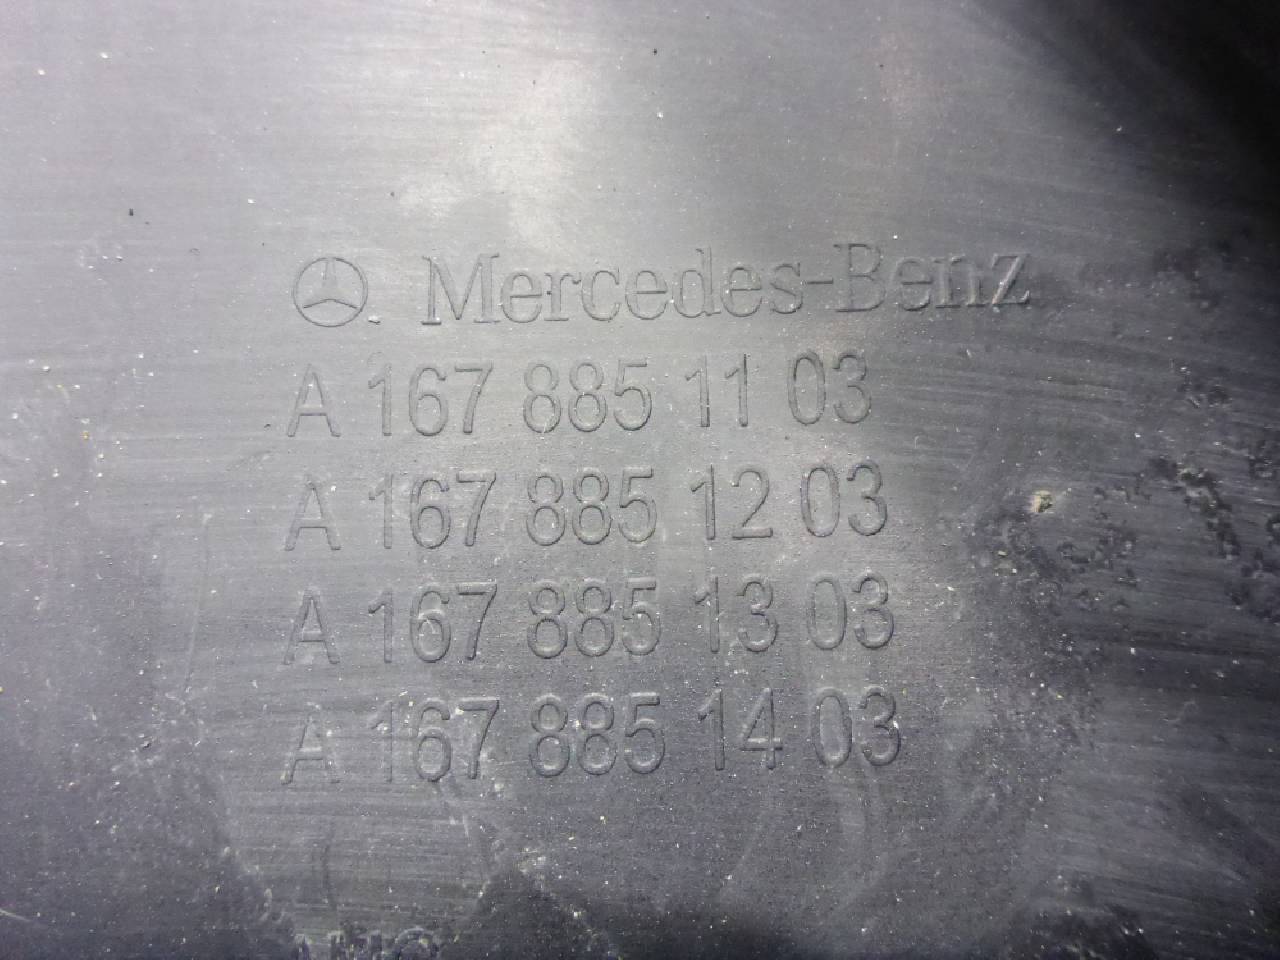 Mercedes-Benz
A 167 885 11 03
A 167 885 12 03
A 167 885 13 03
A 167 885 14 03